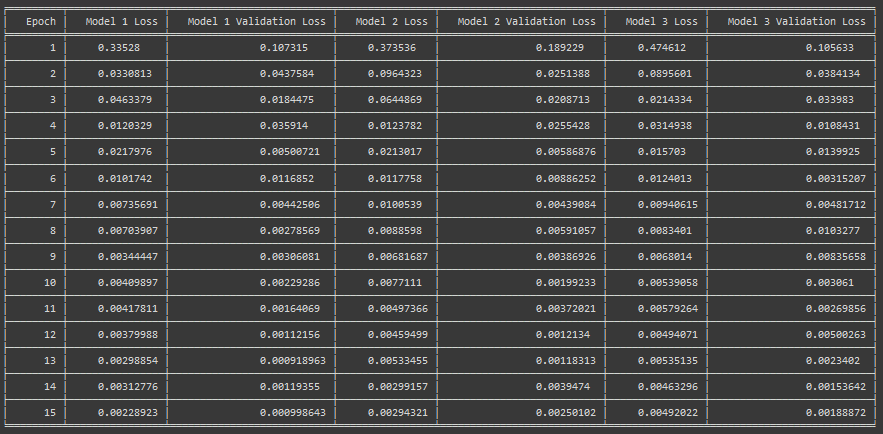 Epoch Model 1 Loss Model 1 Validation Loss Model 2 Loss Model 2 Validation Loss Model 3 Loss Model 3 Validation Loss
1 0.33528 0.107315 0.373536 0.189229 0.474612 0.105633
2 0.0330813 0.0437584 0.0964323 0.0251388 0.0895601 0.0384134
3 0.0463379 0.0184475 0.0644869 0.0208713 0.0214334 0.033983
4 0.0120329 0.035914 0.0123782 0.0255428 0.0314938 0.0108431
5 0.0217976 0.00500721 0.0213017 0.00586876 0.015703 0.0139925
6 0.0101742 0.0116852 0.0117758 0.00886252 0.0124013 0.00315207
7 0.00735691 0.00442506 0.0100539 0.00439084 0.00940615 0.00481712
8 0.00703907 0.00278569 0.0088598 0.00591057 0.0083401 0.0103277
9 0.00344447 0.00306081 0.00681687 0.00386926 0.0068014 0.00835658
10 0.00409897 0.00229286 0.0077111 0.00199233 0.00539058 0.003061
11 0.00417811 0.00164069 0.00497366 0.00372021 0.00579264 0.00269856
12 0.00379988 0.00112156 0.00459499 0.0012134 0.00494071 0.00500263
13 0.00298854 0.000918963 0.00533455 0.00118313 0.00535135 0.0023402
14 0.00312776 0.00119355 0.00299157 0.0039474 0.00463296 0.00153642
15 0.00228923 0.000998643 0.00294321 0.00250102 0.00492022 0.00188872